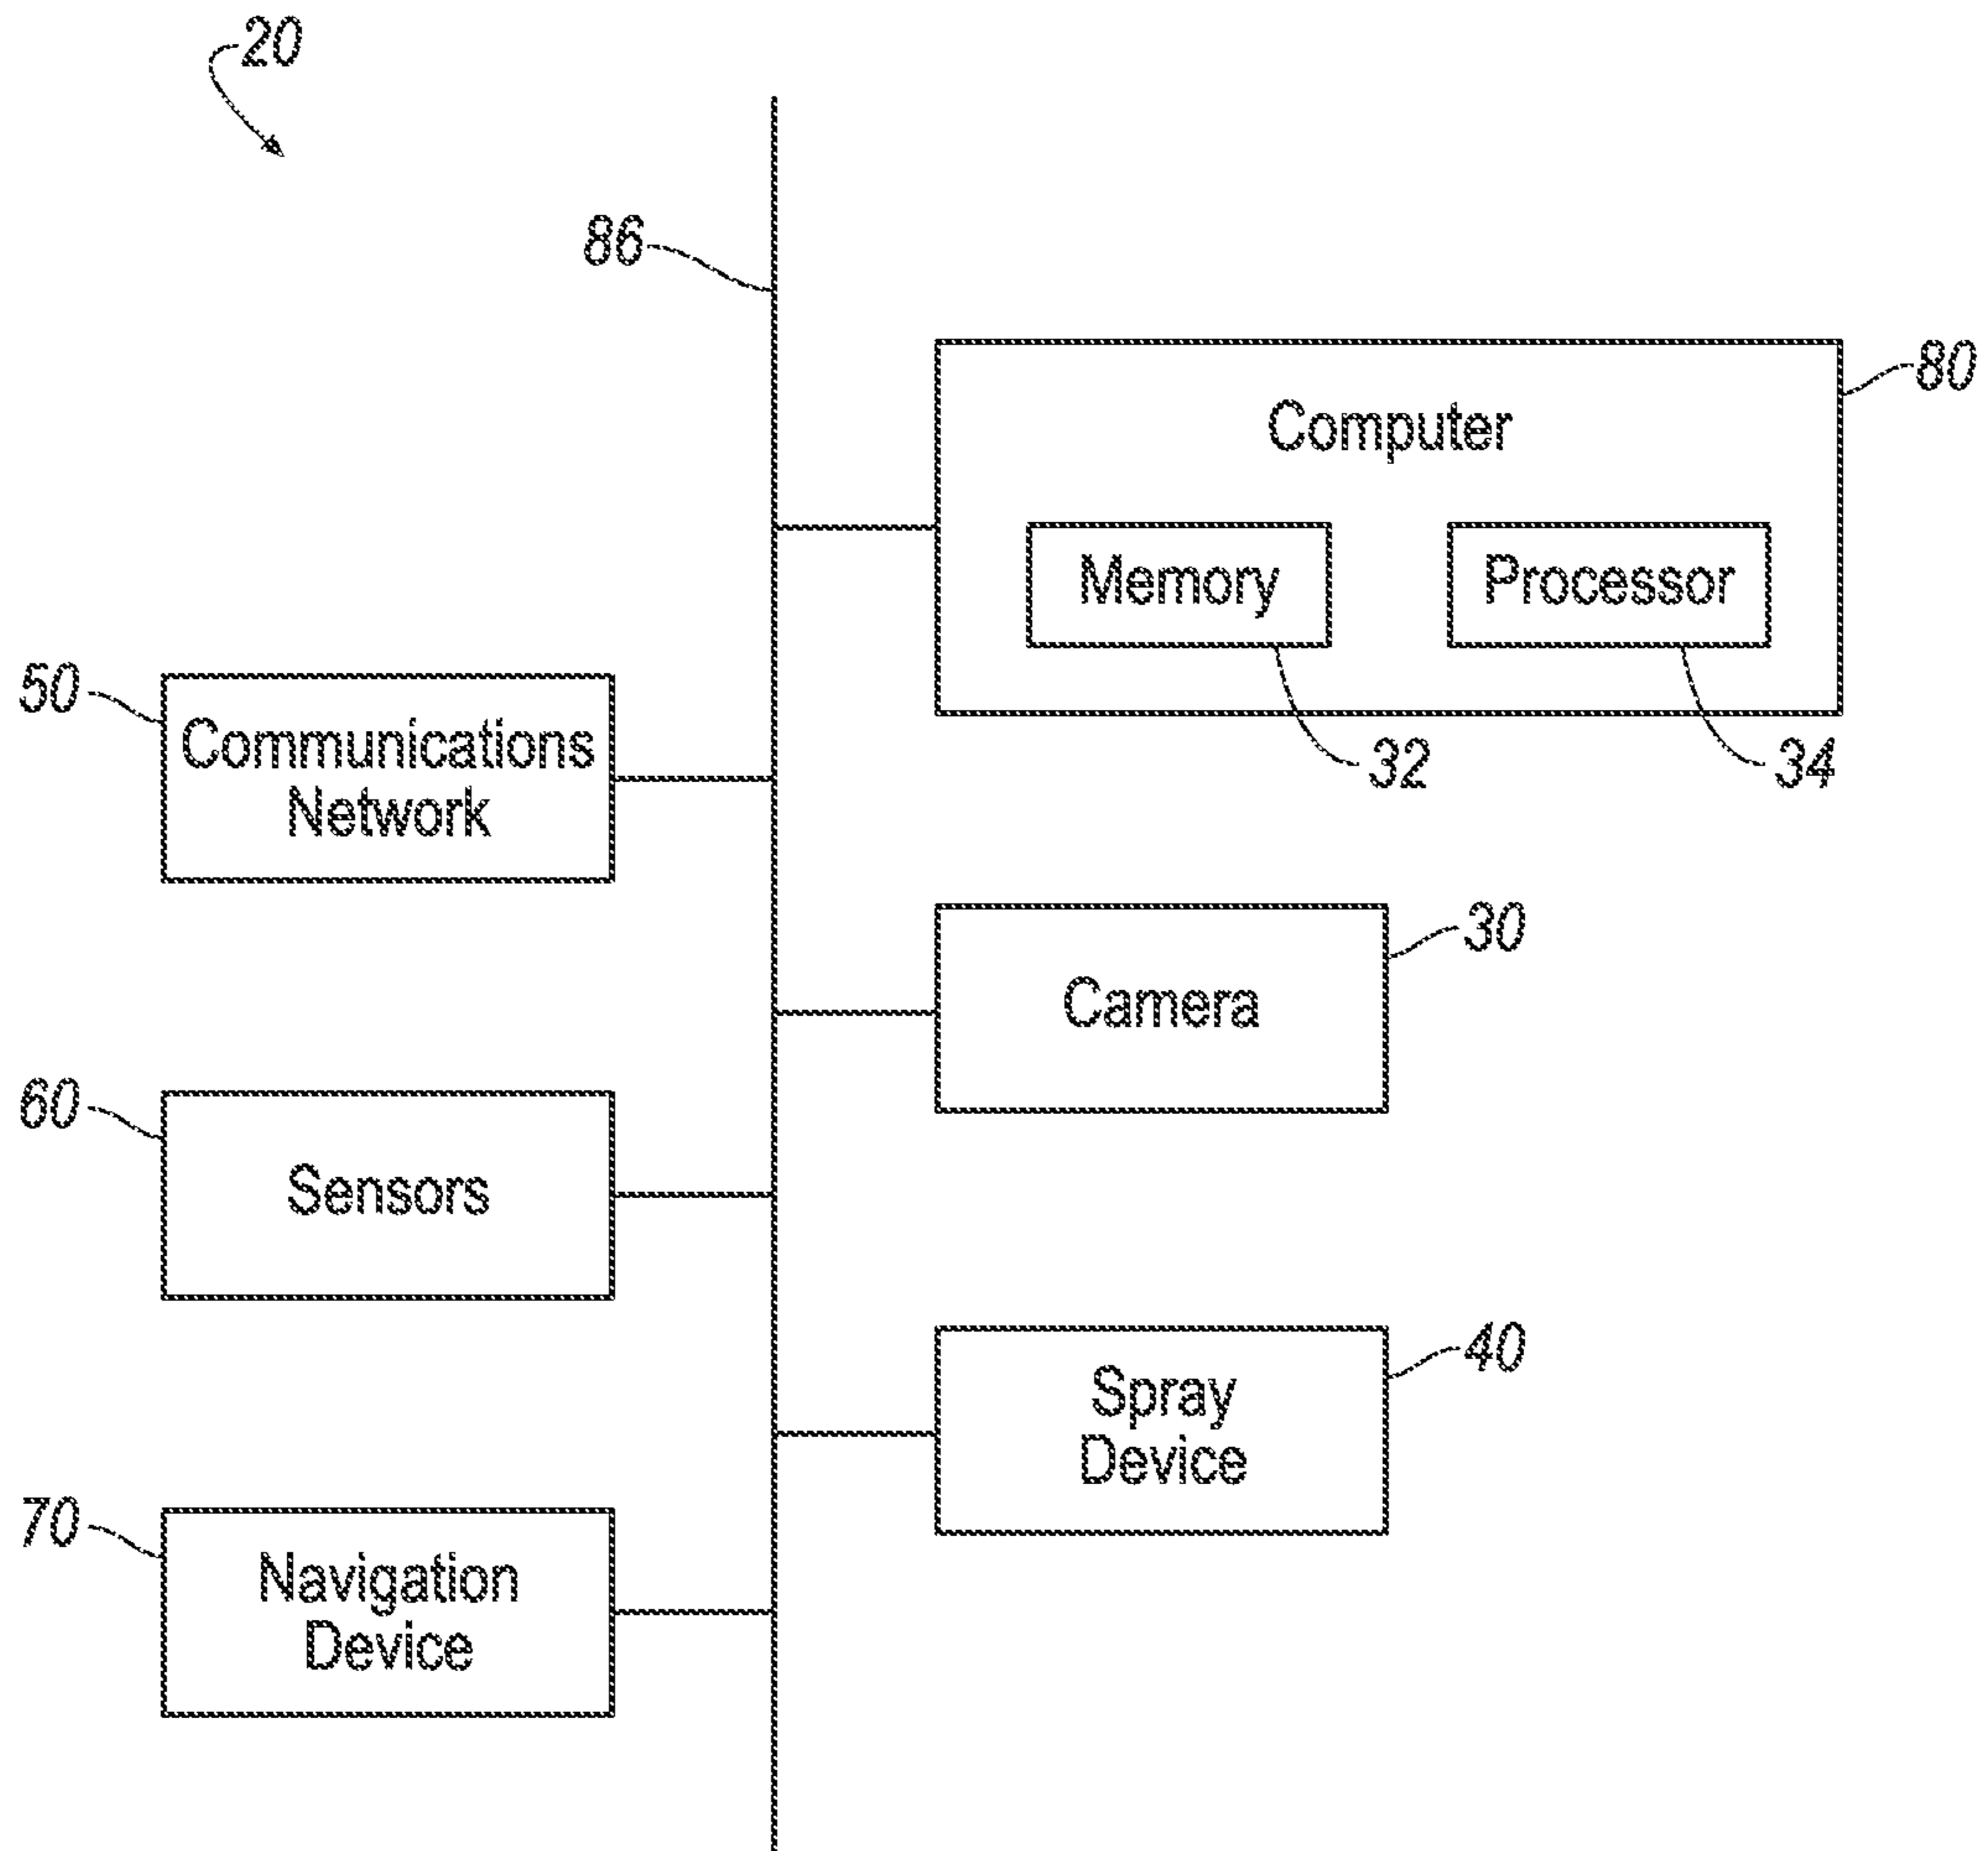 20
86
80
Computer
Memory
Processor
32
34
50
Communications
Network
30
Camera
60
Sensors
40
Spray
Device
70
Navigation
Device